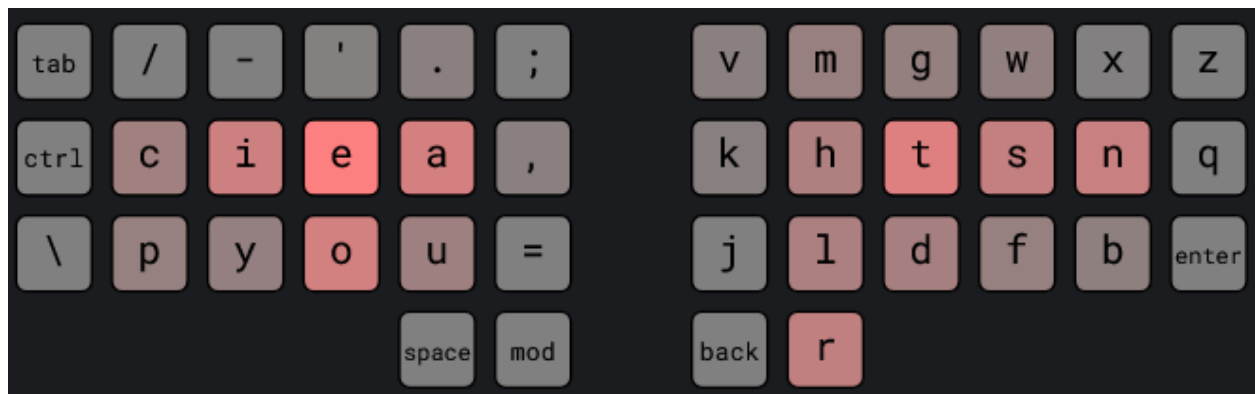 tab / - ' . ; v m g w x z
ctrl c i e a , k h t s n q
\ p y o u = j l d f b enter
space mod back r